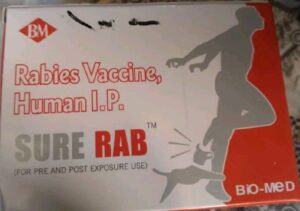 BM
Rabies Vaccine,
Human I.P.
SURE RAB™
(FOR PRE AND POST EXPOSURE USE)
BIO-MED